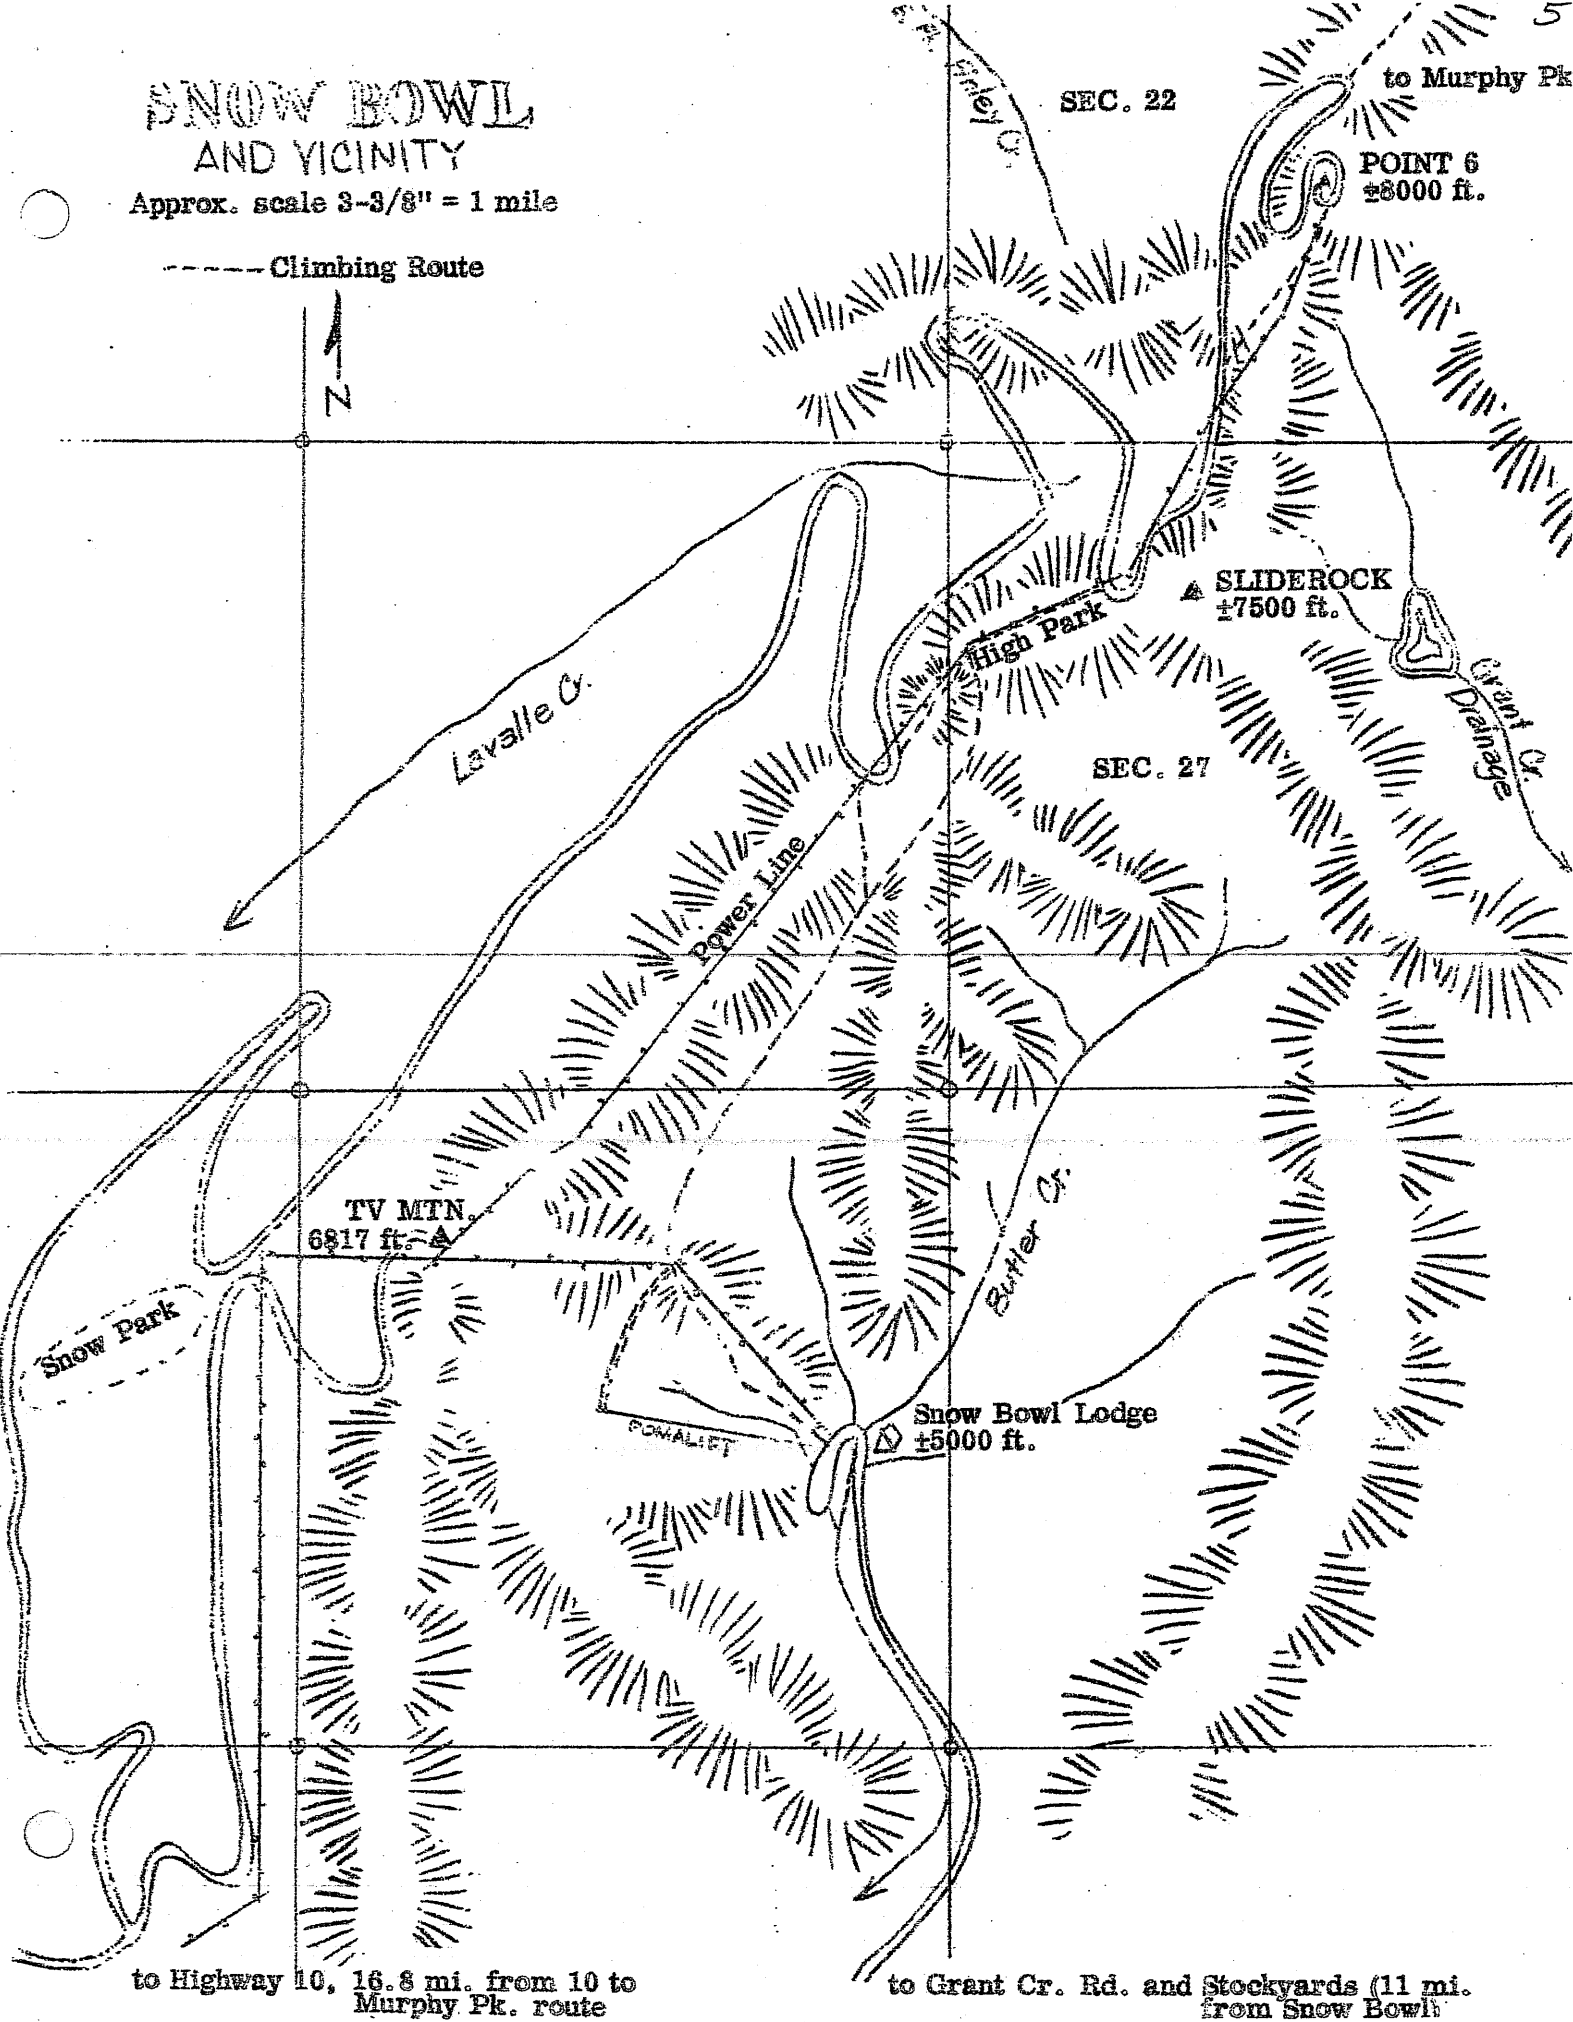 5
SNOW BOWL
AND VICINITY
Approx. scale 3-3/8" = 1 mile
-----Climbing Route
N
SEC. 22
to Murphy Pk
POINT 6
±8000 ft.
SLIDEROCK
±7500 ft.
High Park
Lavalle Cr.
Grant Cr.
Drainage
SEC. 27
Power Line
TV MTN.
6817 ft.
Butler Cr.
Snow Park
POMALIFT
Snow Bowl Lodge
±5000 ft.
to Highway 10, 16.8 mi. from 10 to
Murphy Pk. route
to Grant Cr. Rd. and Stockyards (11 mi.
from Snow Bowl)